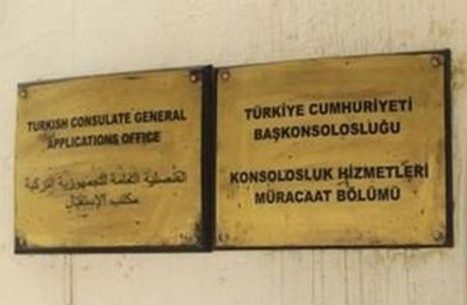 TURKISH CONSULATE GENERAL
APPLICATIONS OFFICE
القنصلية العامة للجمهورية التركية
مكتب الإستقبال
TÜRKİYE CUMHURİYETİ
BAŞKONSOLOSLUĞU
KONSOLOSLUK HİZMETLERİ
MÜRACAAT BÖLÜMÜ